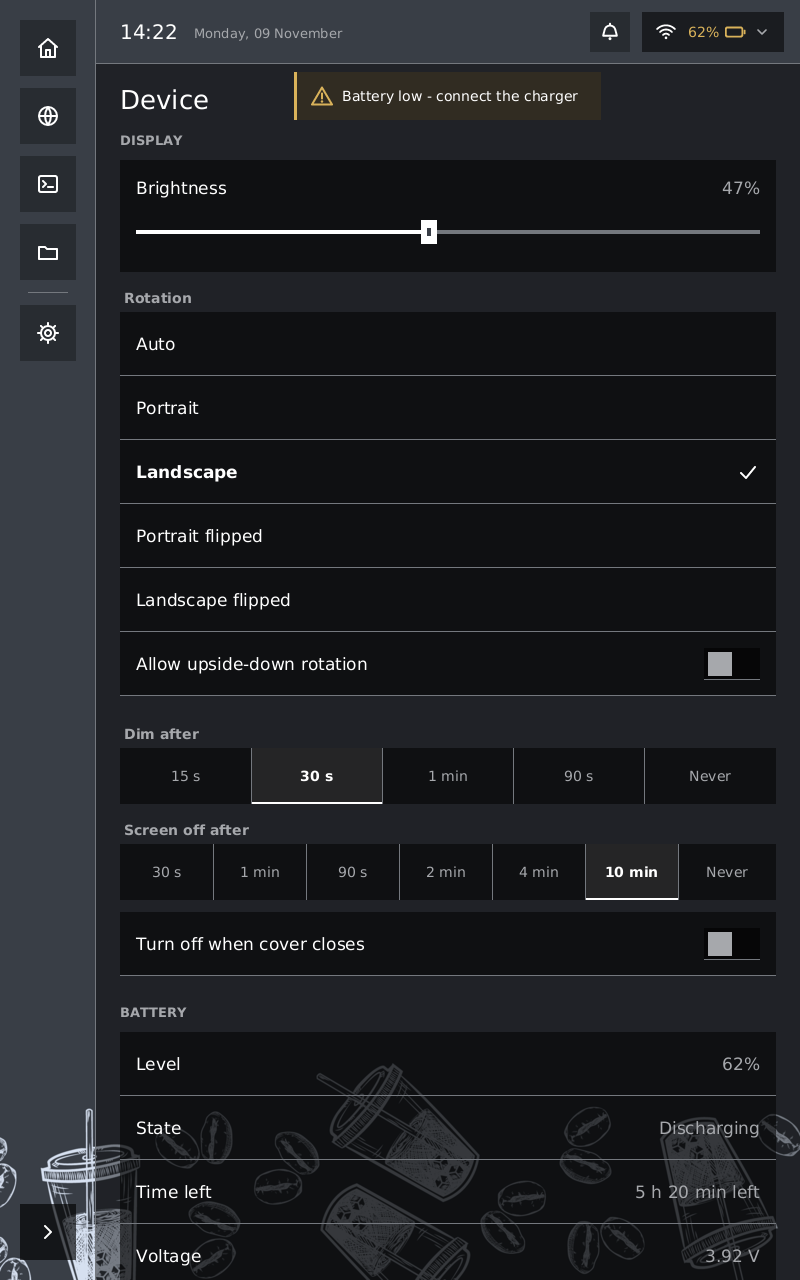 14:22 Monday, 09 November 62%
Device
Battery low - connect the charger
DISPLAY
Brightness 47%
Rotation
Auto
Portrait
Landscape
Portrait flipped
Landscape flipped
Allow upside-down rotation
Dim after
15 s 30 s 1 min 90 s Never
Screen off after
30 s 1 min 90 s 2 min 4 min 10 min Never
Turn off when cover closes
BATTERY
Level 62%
State Discharging
Time left 5 h 20 min left
Voltage 3.92 V